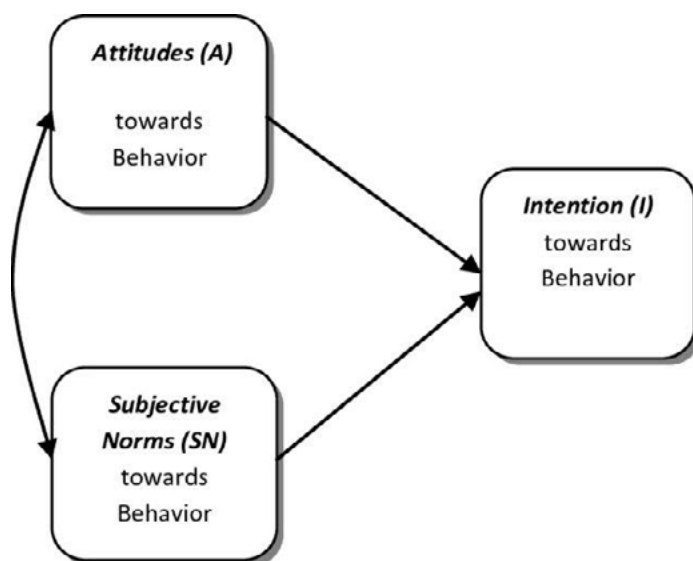 Attitudes (A)
towards
Behavior
Intention (I)
towards
Behavior
Subjective
Norms (SN)
towards
Behavior